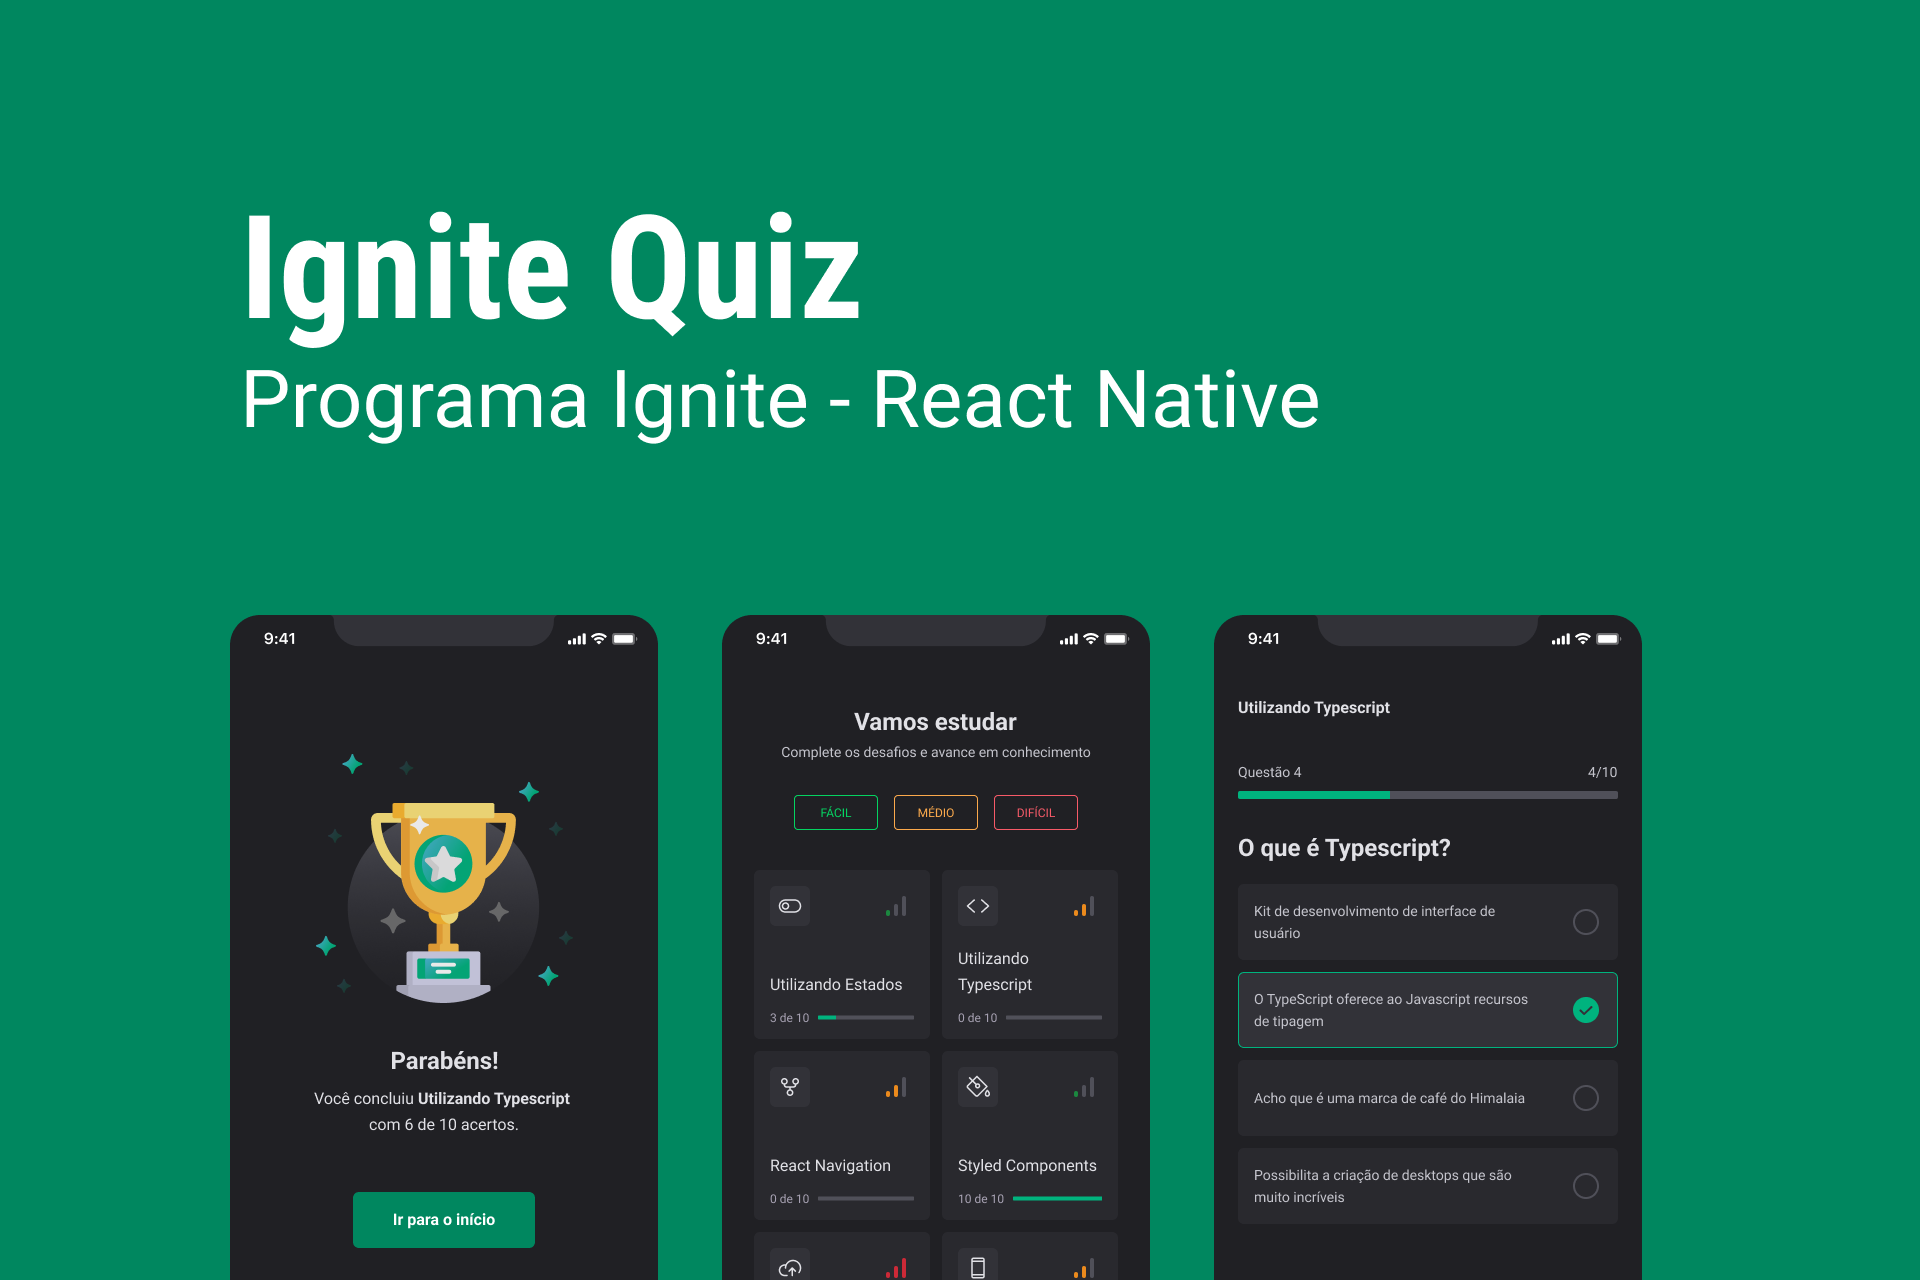 Ignite Quiz
Programa Ignite - React Native
9:41
Parabéns!
Você concluiu Utilizando Typescript
com 6 de 10 acertos.
Ir para o início
9:41
Vamos estudar
Complete os desafios e avance em conhecimento
FÁCIL
MÉDIO
DIFÍCIL
Utilizando Estados
3 de 10
Utilizando
Typescript
0 de 10
React Navigation
0 de 10
Styled Components
10 de 10
9:41
Utilizando Typescript
Questão 4
4/10
O que é Typescript?
Kit de desenvolvimento de interface de
usuário
O TypeScript oferece ao Javascript recursos
de tipagem
Acho que é uma marca de café do Himalaia
Possibilita a criação de desktops que são
muito incríveis